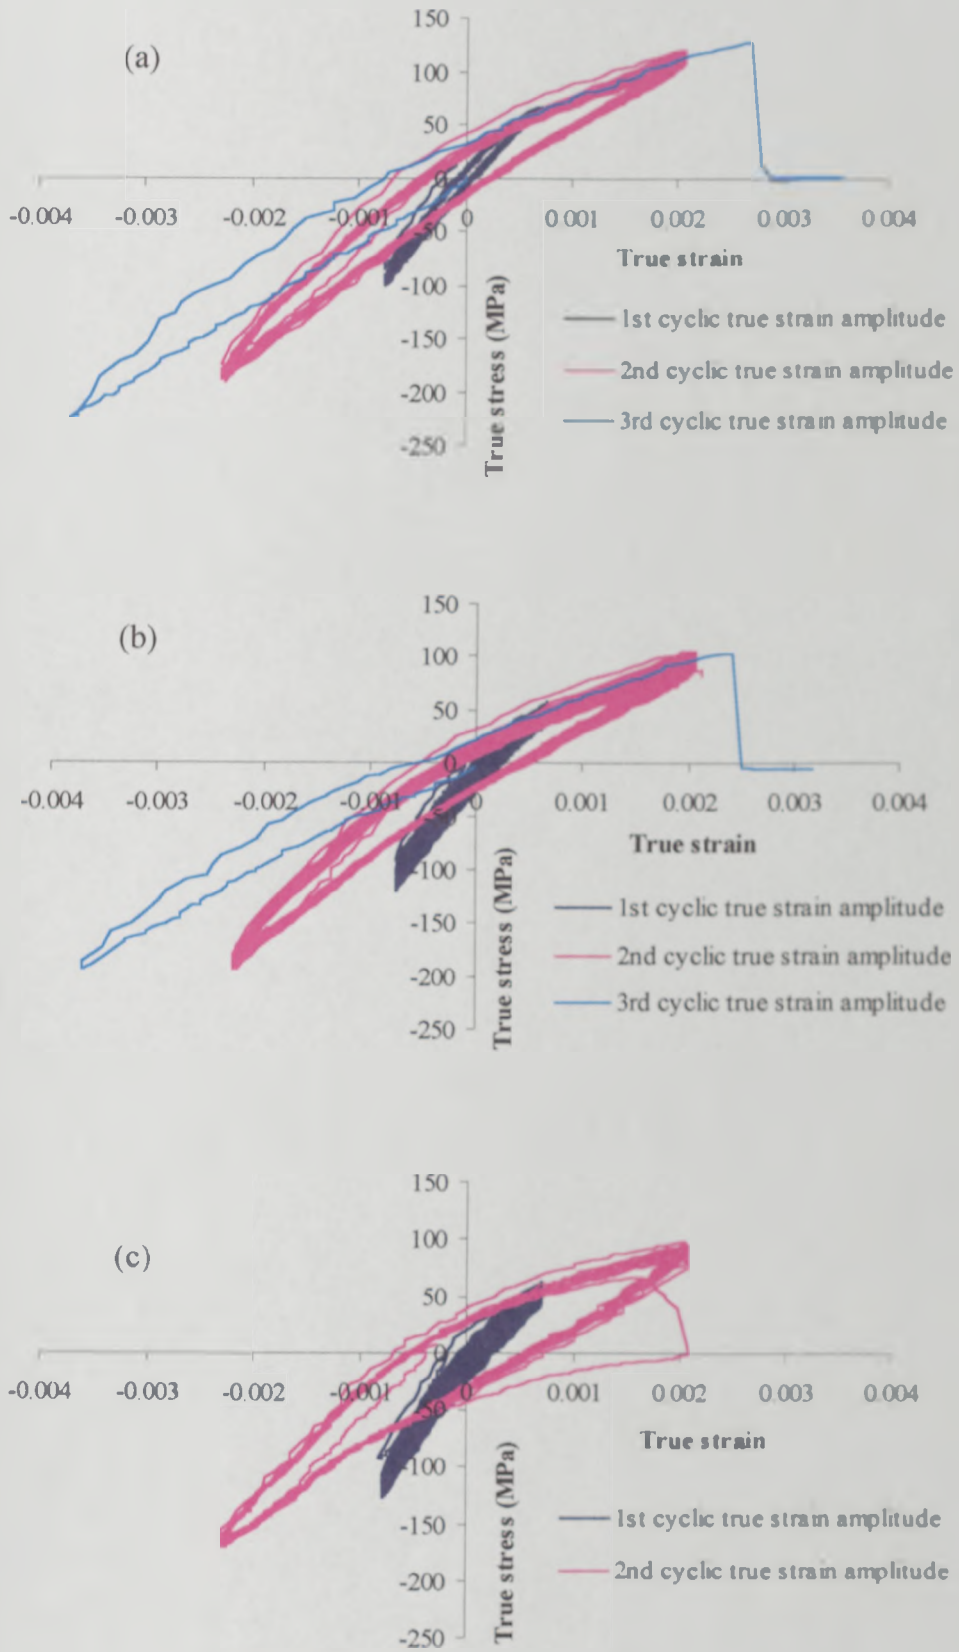 (a)
150
100
50
0
-50
-100
-150
-200
-250
-0.004 -0.003 -0.002 -0.001 0 0.001 0.002 0.003 0.004
True strain
True stress (MPa)
1st cyclic true strain amplitude
2nd cyclic true strain amplitude
3rd cyclic true strain amplitude
(b)
150
100
50
0
-50
-100
-150
-200
-250
-0.004 -0.003 -0.002 -0.001 0 0.001 0.002 0.003 0.004
True strain
True stress (MPa)
1st cyclic true strain amplitude
2nd cyclic true strain amplitude
3rd cyclic true strain amplitude
(c)
150
100
50
0
-50
-100
-150
-200
-250
-0.004 -0.003 -0.002 -0.001 0 0.001 0.002 0.003 0.004
True strain
True stress (MPa)
1st cyclic true strain amplitude
2nd cyclic true strain amplitude